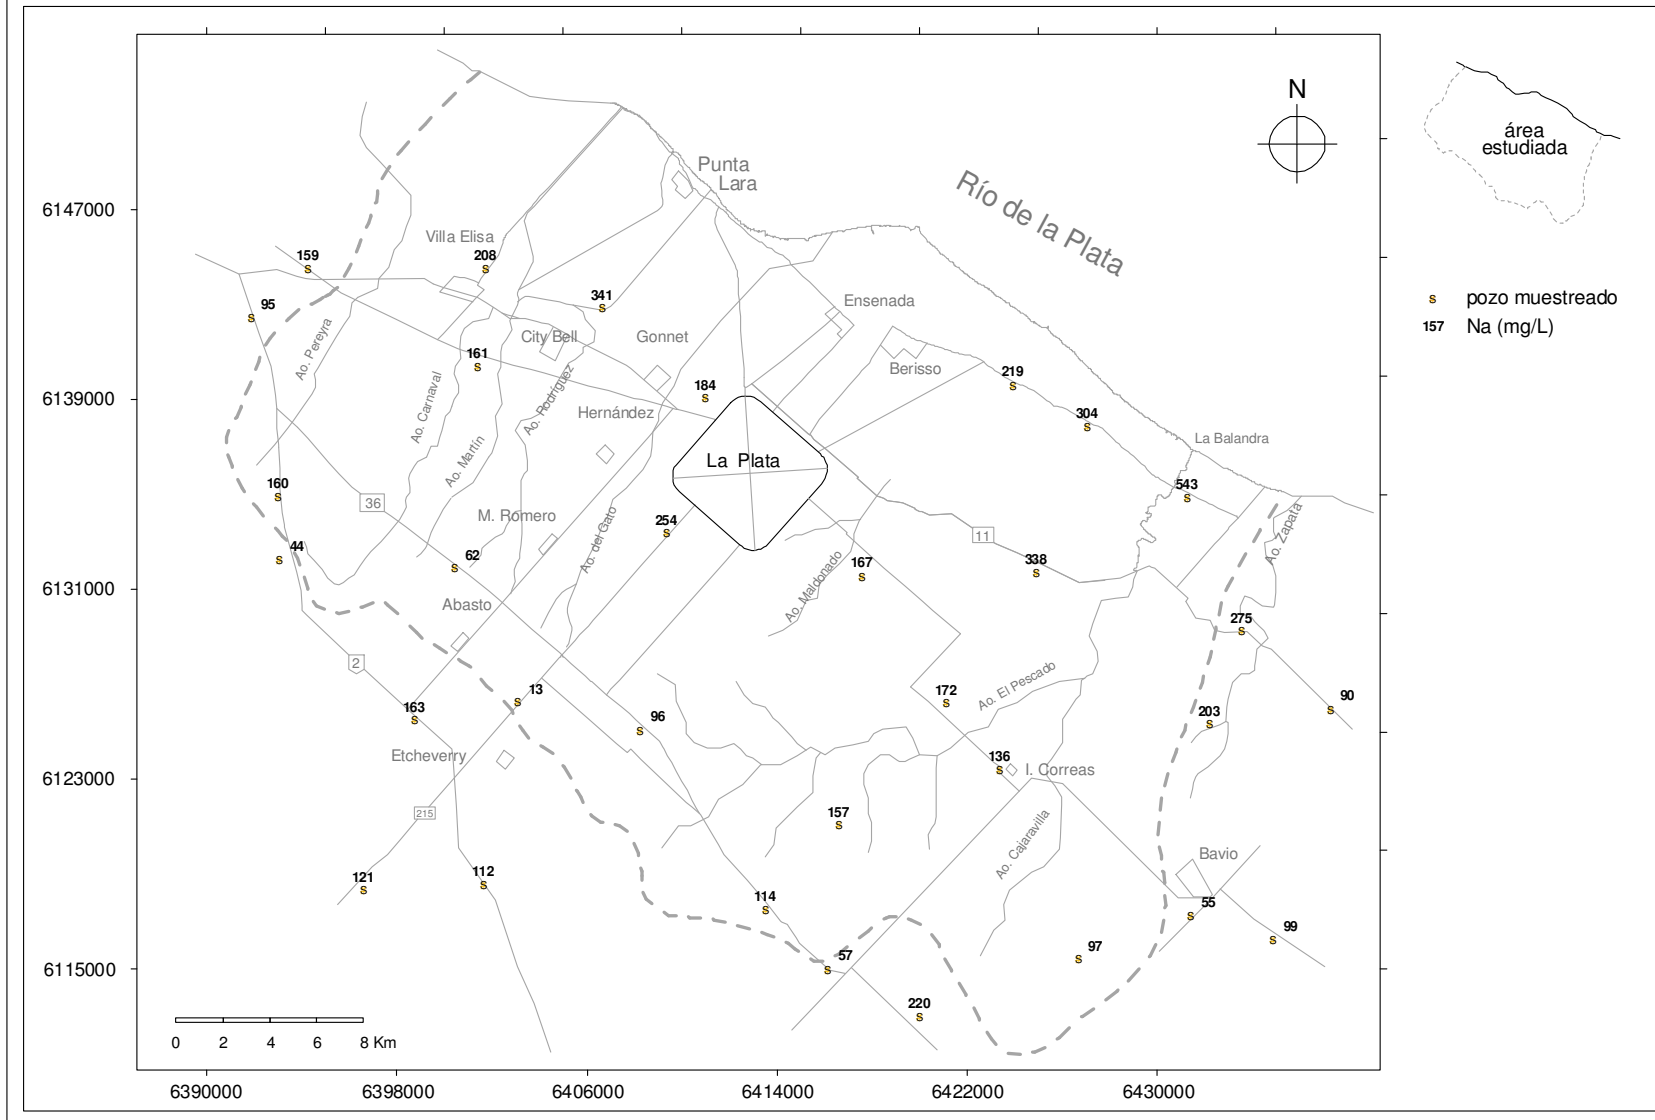 N
Punta
Lara
Río de la Plata
área
estudiada
6147000
Villa Elisa
159
208
95
341
Ensenada
pozo muestreado
157 Na (mg/L)
City Bell
Gonnet
Ao. Pereyra
161
Berisso
219
184
6139000
Ao. Carnaval
Ao. Rodríguez
Hernández
304
La Balandra
Ao. Martín
La Plata
160
36
543
M. Romero
254
Ao. del Gato
11
Ao. Zapata
44
62
167
338
6131000
Ao. Maldonado
Abasto
275
2
13
172
Ao. El Pescado
90
163
96
203
Etcheverry
136
I. Correas
6123000
215
157
Ao. Cajaravilla
Bavio
121
112
114
55
99
57
97
6115000
220
0 2 4 6 8 Km
6390000 6398000 6406000 6414000 6422000 6430000